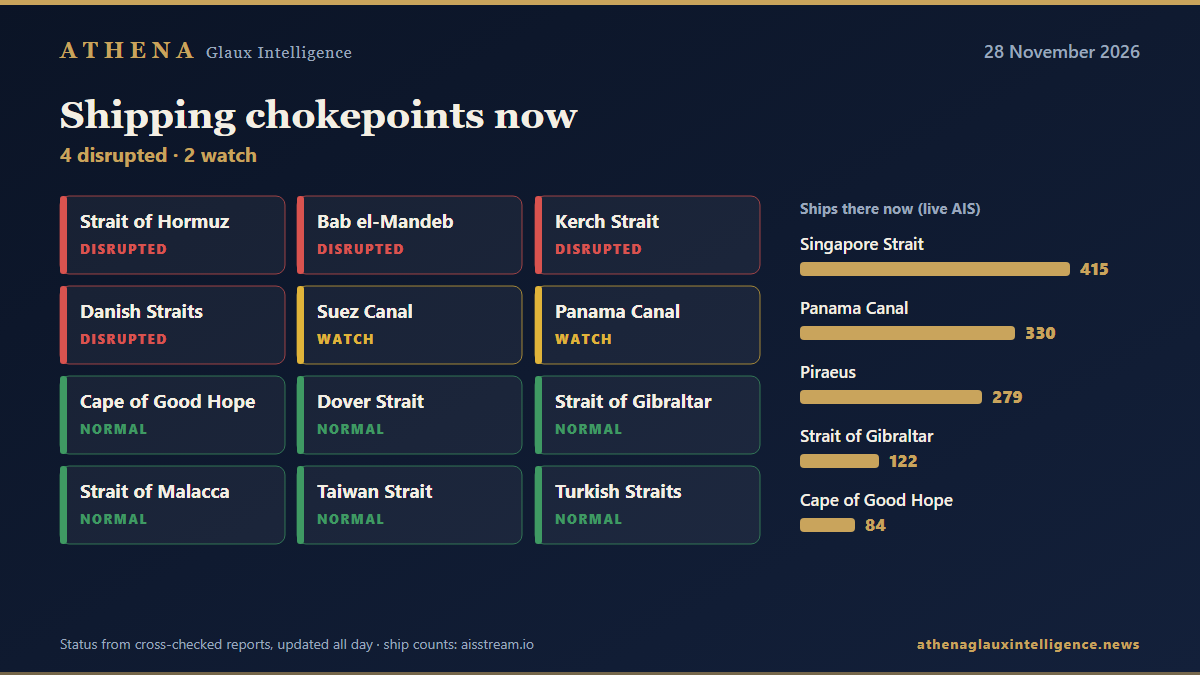 ATHENA Glaux Intelligence
28 November 2026
Shipping chokepoints now
4 disrupted · 2 watch
Strait of Hormuz
DISRUPTED
Bab el-Mandeb
DISRUPTED
Kerch Strait
DISRUPTED
Danish Straits
DISRUPTED
Suez Canal
WATCH
Panama Canal
WATCH
Cape of Good Hope
NORMAL
Dover Strait
NORMAL
Strait of Gibraltar
NORMAL
Strait of Malacca
NORMAL
Taiwan Strait
NORMAL
Turkish Straits
NORMAL
Ships there now (live AIS)
Singapore Strait
415
Panama Canal
330
Piraeus
279
Strait of Gibraltar
122
Cape of Good Hope
84
Status from cross-checked reports, updated all day · ship counts: aisstream.io
athenaglauxintelligence.news